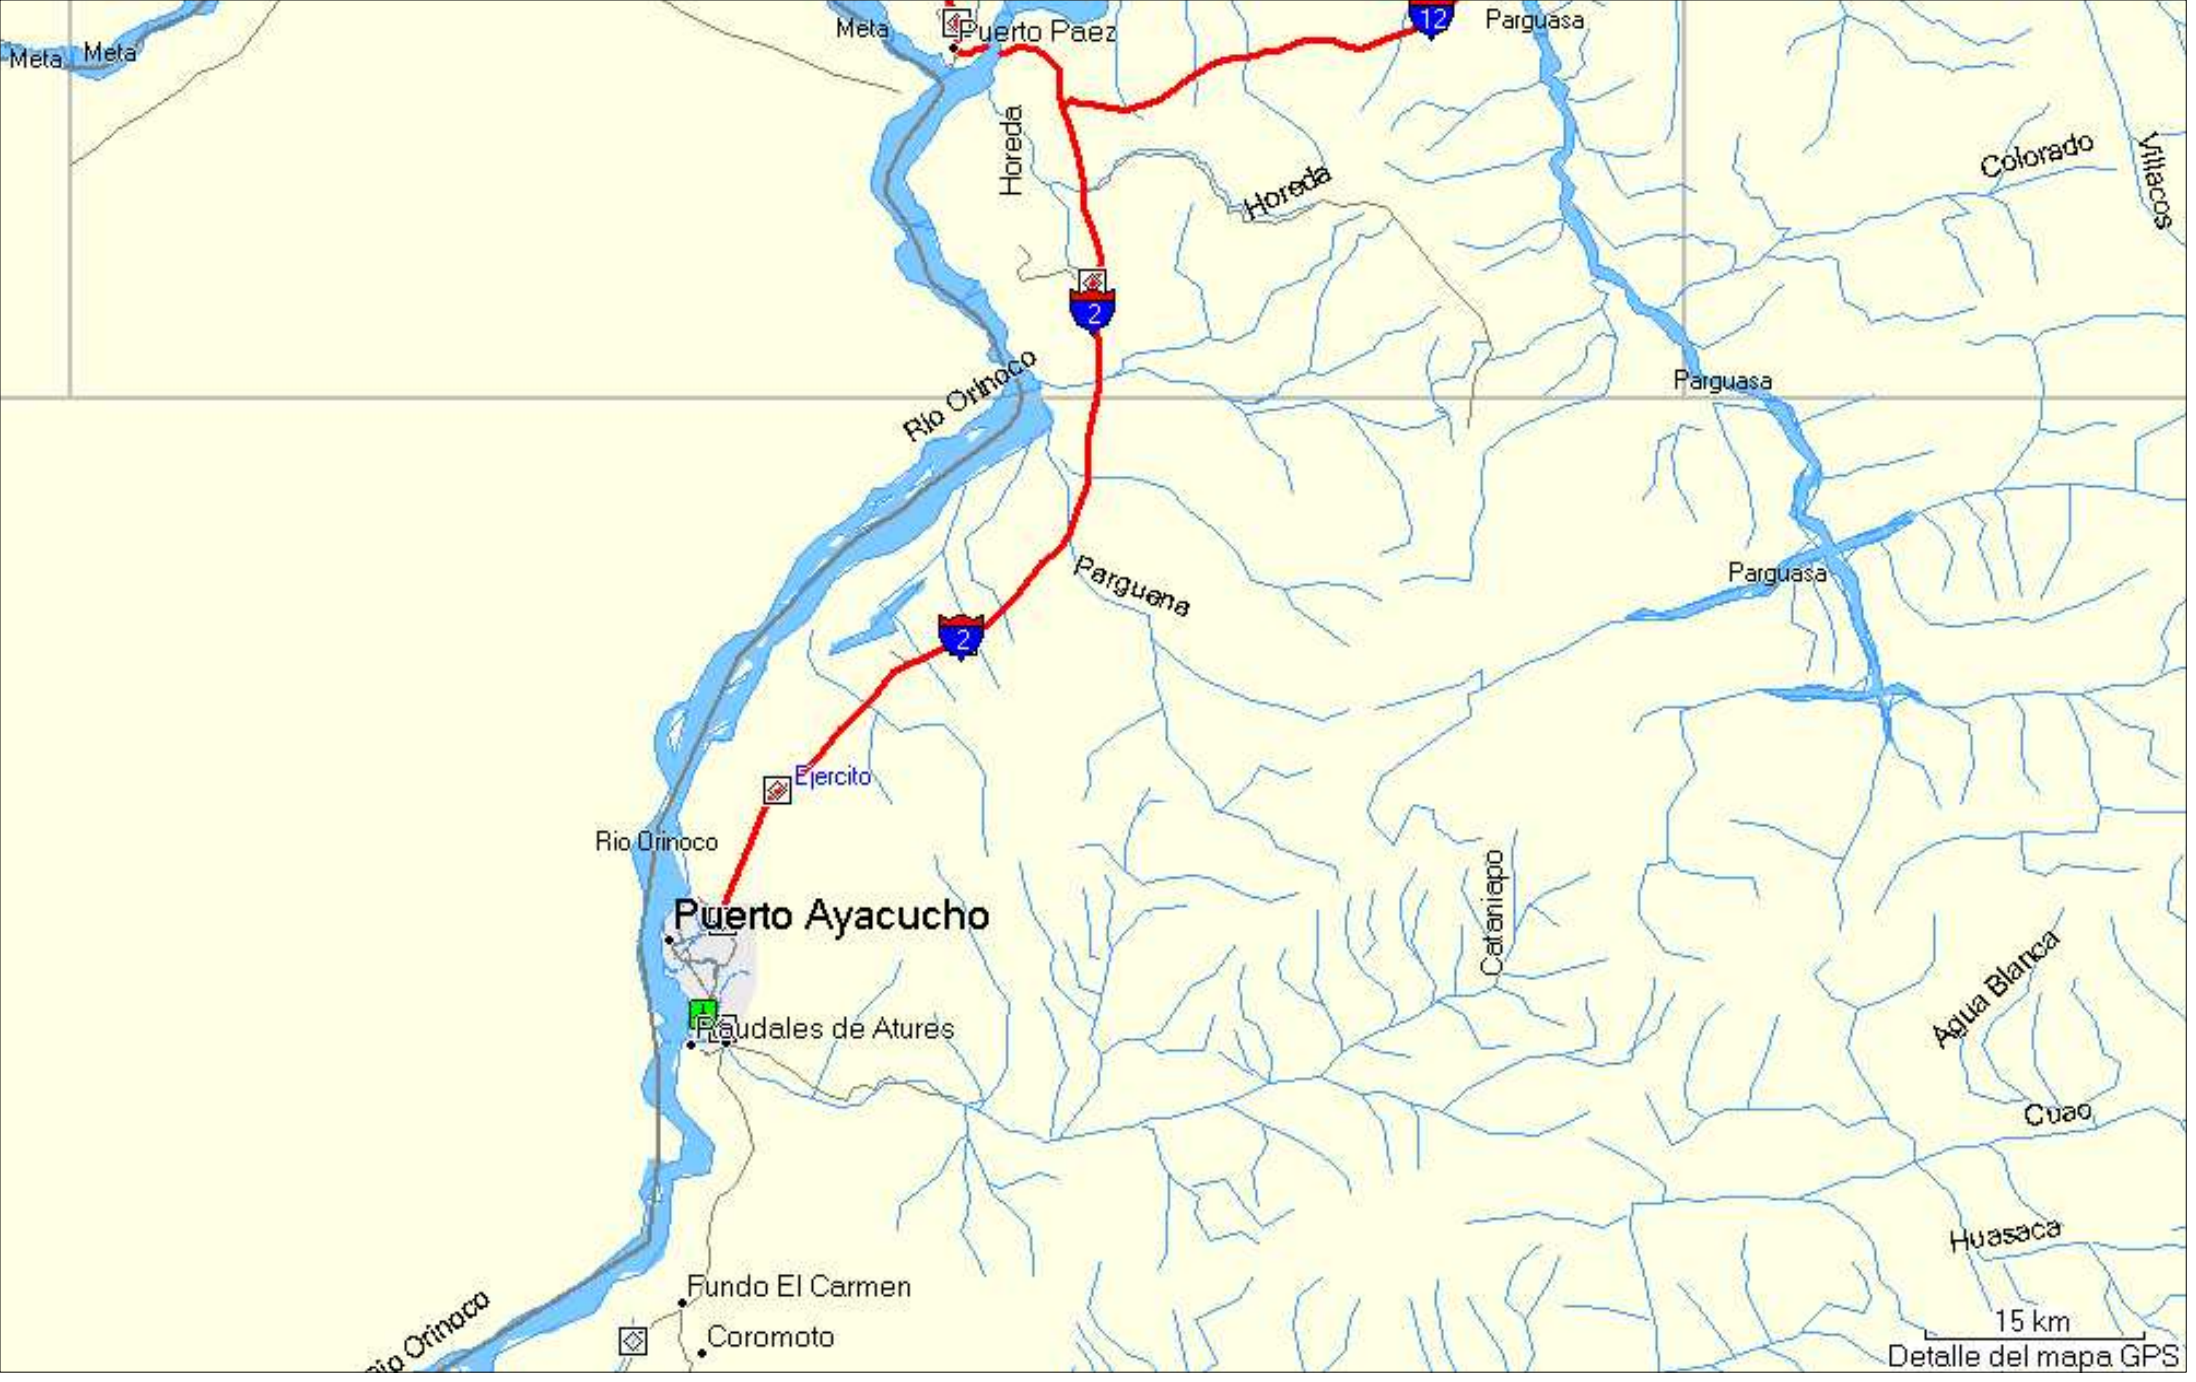 Meta
Puerto Paez
12
Parguasa
Meta
Meta
Horeda
Colorado
Villacos
Horeda
2
Rio Orinoco
Parguasa
Parguena
Parguasa
2
Ejercito
Rio Orinoco
Puerto Ayacucho
Cataniapo
Agua Blanca
Raudales de Atures
Cuao
Huasaca
Fundo El Carmen
Rio Orinoco
Coromoto
15 km
Detalle del mapa GPS